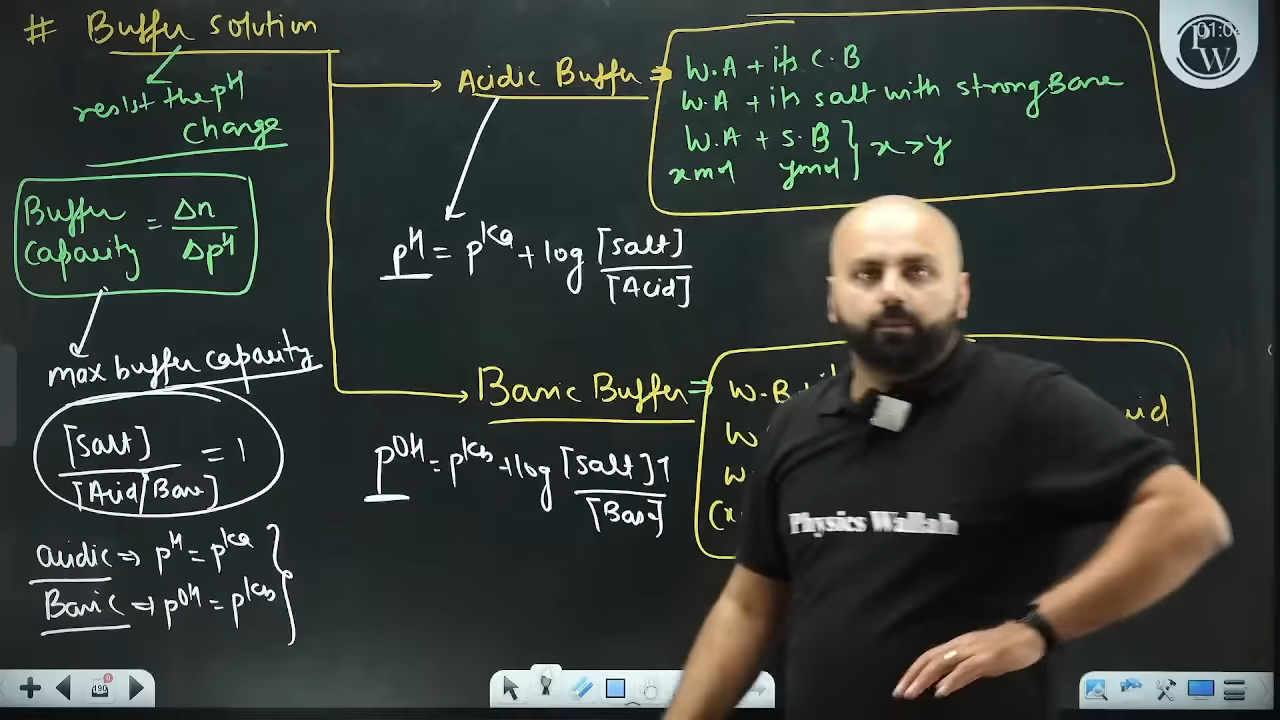 # Buffer solution
resist the pH
change
Buffer capacity = Δn / ΔpH
max buffer capacity
[Salt] / [Acid/Base] = 1
acidic ⇒ pH = pKa
Basic ⇒ pOH = pKb
Acidic Buffer ⇒
W.A + its C.B
W.A + its salt with strong Base
W.A + S.B } x > y
x mol y mol
pH = pKa + log [Salt] / [Acid]
Basic Buffer ⇒
W.B +
W
W
(x
pOH = pKb + log [Salt] / [Base]
PW
Physics Wallah
190